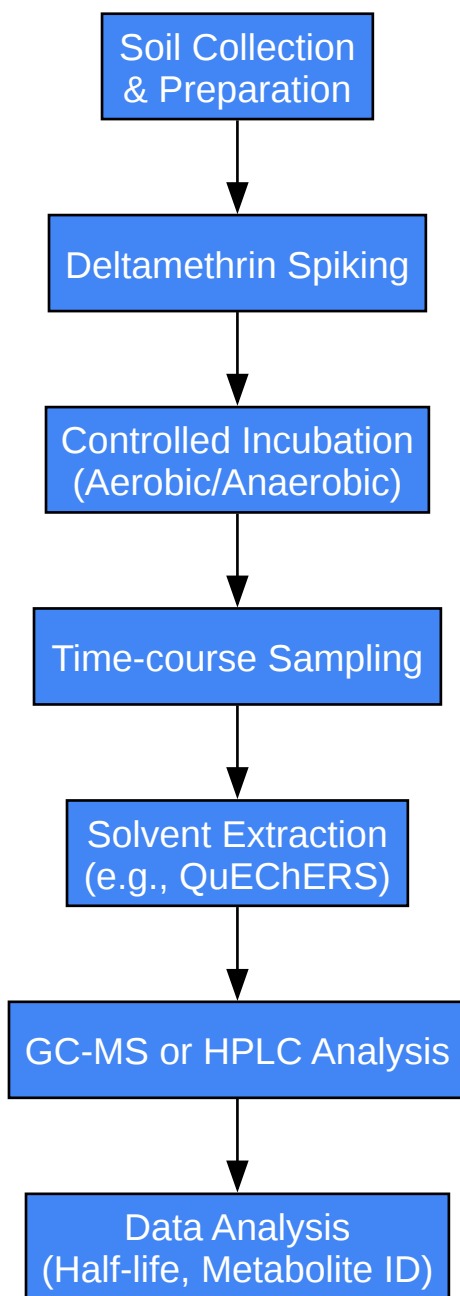 Soil Collection
& Preparation
Deltamethrin Spiking
Controlled Incubation
(Aerobic/Anaerobic)
Time-course Sampling
Solvent Extraction
(e.g., QuEChERS)
GC-MS or HPLC Analysis
Data Analysis
(Half-life, Metabolite ID)